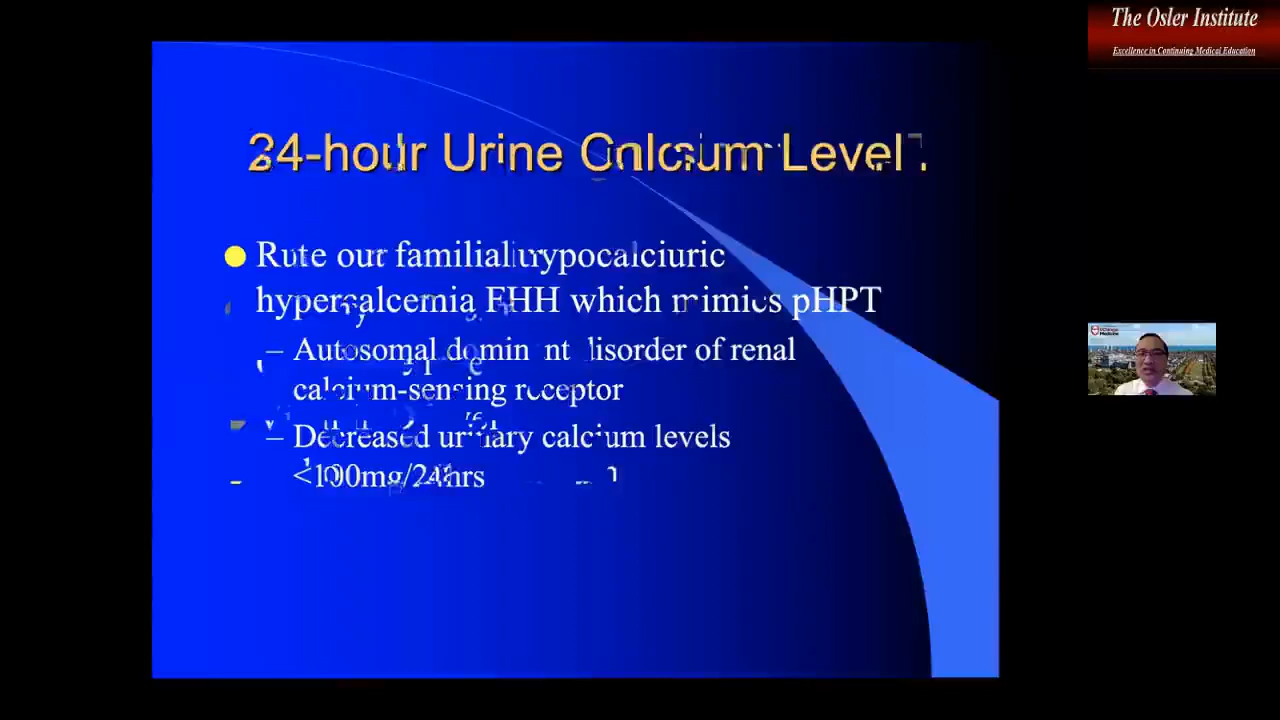 The Osler Institute
Excellence in Continuing Medical Education
24-hour Urine Calcium Level
Rule out familial hypocalciuric
hypercalcemia FHH which mimics pHPT
– Autosomal dominant disorder of renal
calcium-sensing receptor
– Decreased urinary calcium levels
<100mg/24hrs